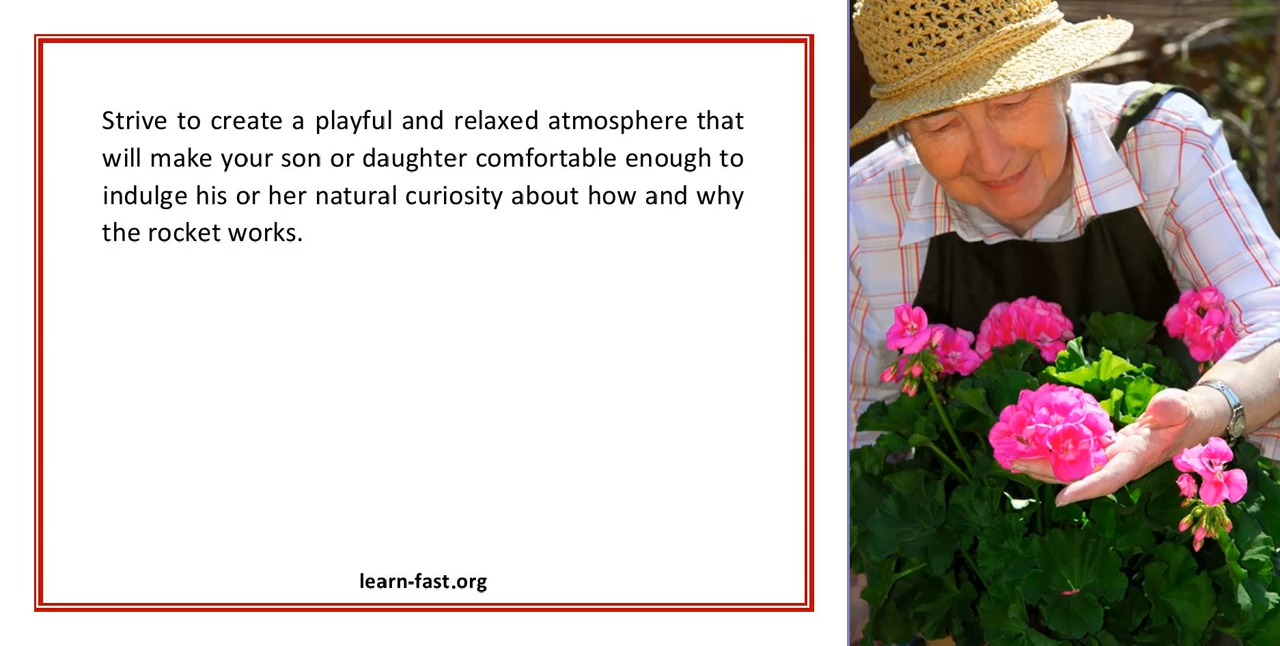 Strive to create a playful and relaxed atmosphere that
will make your son or daughter comfortable enough to
indulge his or her natural curiosity about how and why
the rocket works.
learn-fast.org